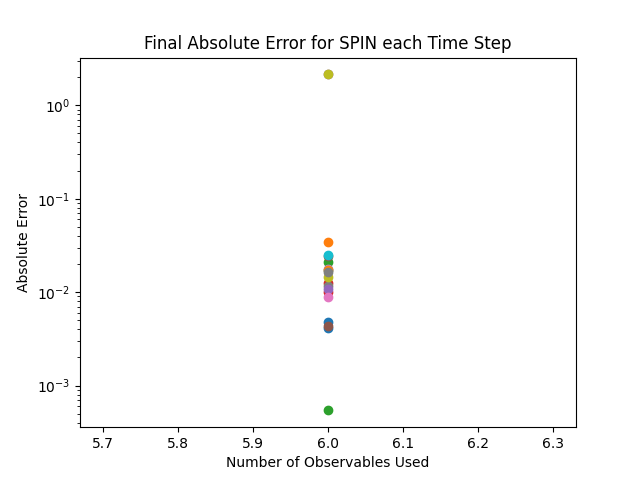 Final Absolute Error for SPIN each Time Step
Absolute Error
10⁰
10⁻¹
10⁻²
10⁻³
5.7 5.8 5.9 6.0 6.1 6.2 6.3
Number of Observables Used